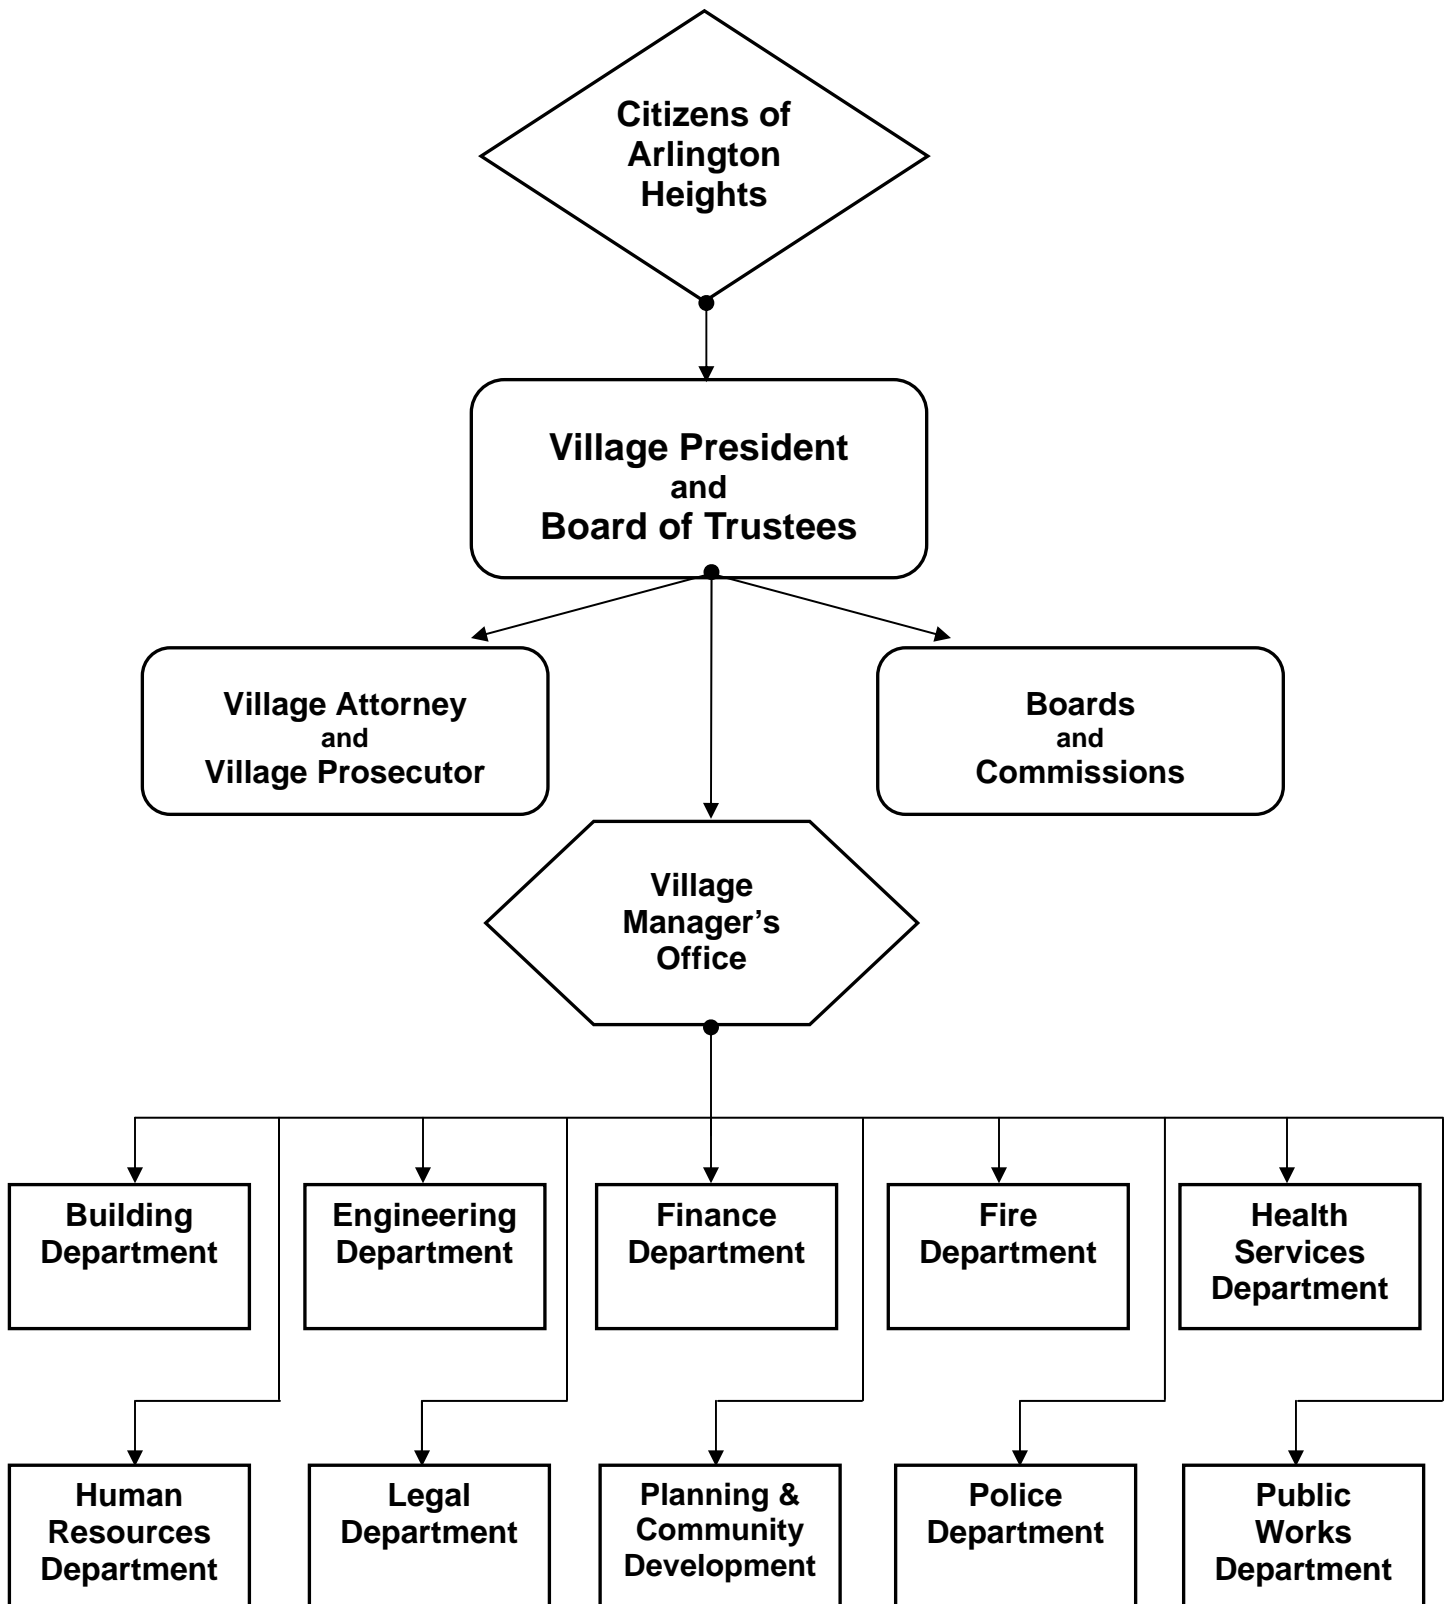 Citizens of
Arlington
Heights
Village President
and
Board of Trustees
Village Attorney
and
Village Prosecutor
Boards
and
Commissions
Village
Manager’s
Office
Building
Department
Engineering
Department
Finance
Department
Fire
Department
Health
Services
Department
Human
Resources
Department
Legal
Department
Planning &
Community
Development
Police
Department
Public
Works
Department